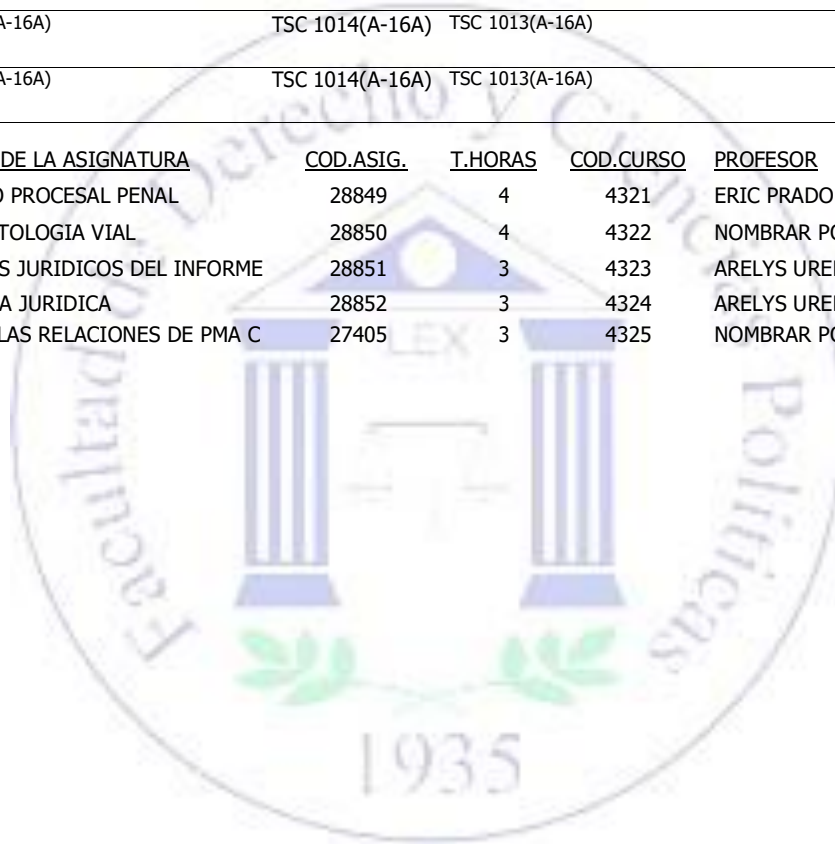 A-16A) TSC 1014(A-16A) TSC 1013(A-16A)
A-16A) TSC 1014(A-16A) TSC 1013(A-16A)
DE LA ASIGNATURA COD.ASIG. T.HORAS COD.CURSO PROFESOR
O PROCESAL PENAL 28849 4 4321 ERIC PRADO
TOLOGIA VIAL 28850 4 4322 NOMBRAR PO
S JURIDICOS DEL INFORME 28851 3 4323 ARELYS UREÑ
A JURIDICA 28852 3 4324 ARELYS UREÑ
LAS RELACIONES DE PMA C 27405 3 4325 NOMBRAR PO
Facultad de Derecho y Ciencias Políticas
LEX
1935